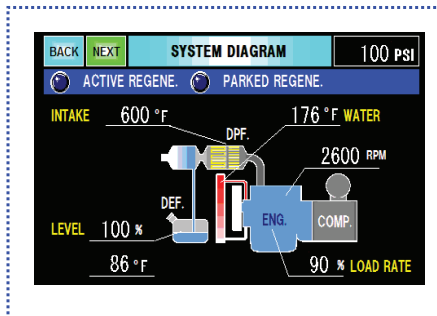 BACK NEXT SYSTEM DIAGRAM 100 PSI
ACTIVE REGENE. PARKED REGENE.
INTAKE 600 °F 176 °F WATER
DPF.
2600 RPM
DEF.
LEVEL 100 % ENG. COMP.
86 °F 90 % LOAD RATE